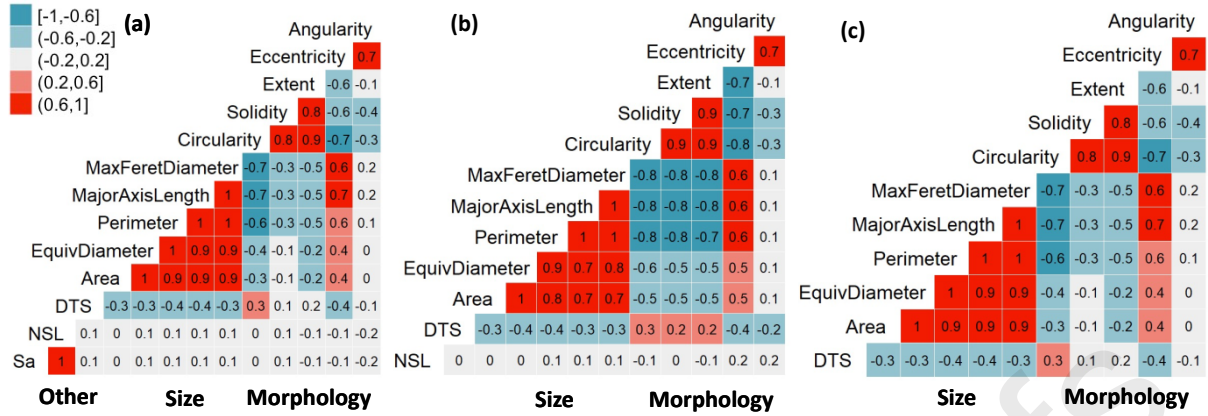 [-1,-0.6]
(-0.6,-0.2]
(-0.2,0.2]
(0.2,0.6]
(0.6,1]
(a)
Angularity
Eccentricity 0.7
Extent -0.6 -0.1
Solidity 0.8 -0.6 -0.4
Circularity 0.8 0.9 -0.7 -0.3
MaxFeretDiameter -0.7 -0.3 -0.5 0.6 0.2
MajorAxisLength 1 -0.7 -0.3 -0.5 0.7 0.2
Perimeter 1 1 -0.6 -0.3 -0.5 0.6 0.1
EquivDiameter 1 0.9 0.9 -0.4 -0.1 -0.2 0.4 0
Area 1 0.9 0.9 0.9 -0.3 -0.1 -0.2 0.4 0
DTS -0.3 -0.3 -0.4 -0.4 -0.3 0.3 0.1 0.2 -0.4 -0.1
NSL 0.1 0 0.1 0.1 0.1 0.1 0 0.1 -0.1 -0.1 -0.2
Sa 1 0.1 0 0.1 0.1 0.1 0.1 0 0.1 -0.1 -0.1 -0.2
Other Size Morphology
(b)
Angularity
Eccentricity 0.7
Extent -0.7 -0.1
Solidity 0.9 -0.7 -0.3
Circularity 0.9 0.9 -0.8 -0.3
MaxFeretDiameter -0.8 -0.8 -0.8 0.6 0.1
MajorAxisLength 1 -0.8 -0.8 -0.8 0.6 0.1
Perimeter 1 1 -0.8 -0.8 -0.7 0.6 0.1
EquivDiameter 0.9 0.7 0.8 -0.6 -0.5 -0.5 0.5 0.1
Area 1 0.8 0.7 0.7 -0.5 -0.5 -0.5 0.5 0.1
DTS -0.3 -0.4 -0.4 -0.4 -0.3 0.3 0.2 0.2 -0.4 -0.2
NSL 0 0 0.1 0.1 0.1 0.1 -0.1 0 -0.1 0.2 0.2
Size Morphology
(c)
Angularity
Eccentricity 0.7
Extent -0.6 -0.1
Solidity 0.8 -0.6 -0.4
Circularity 0.8 0.9 -0.7 -0.3
MaxFeretDiameter -0.7 -0.3 -0.5 0.6 0.2
MajorAxisLength 1 -0.7 -0.3 -0.5 0.7 0.2
Perimeter 1 1 -0.6 -0.3 -0.5 0.6 0.1
EquivDiameter 1 0.9 0.9 -0.4 -0.1 -0.2 0.4 0
Area 1 0.9 0.9 0.9 -0.3 -0.1 -0.2 0.4 0
DTS -0.3 -0.3 -0.4 -0.4 -0.3 0.3 0.1 0.2 -0.4 -0.1
Size Morphology